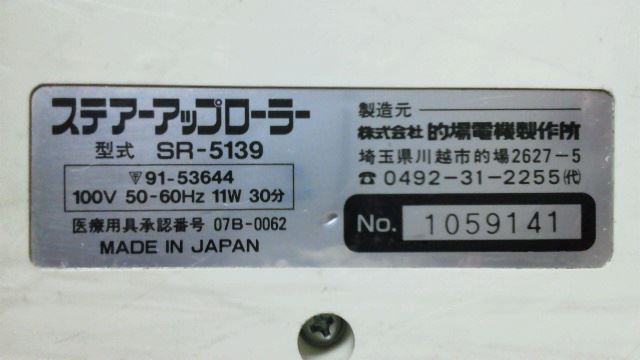 ステアーアップローラー
型式 SR-5139
91-53644
100V 50-60Hz 11W 30分
医療用具承認番号 07B-0062
MADE IN JAPAN
製造元
株式会社 的場電機製作所
埼玉県川越市的場2627-5
☎ 0492-31-2255㈹
No. 1059141